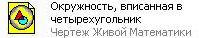 Окружность, вписанная в
четырехугольник
Чертеж Живой Математики